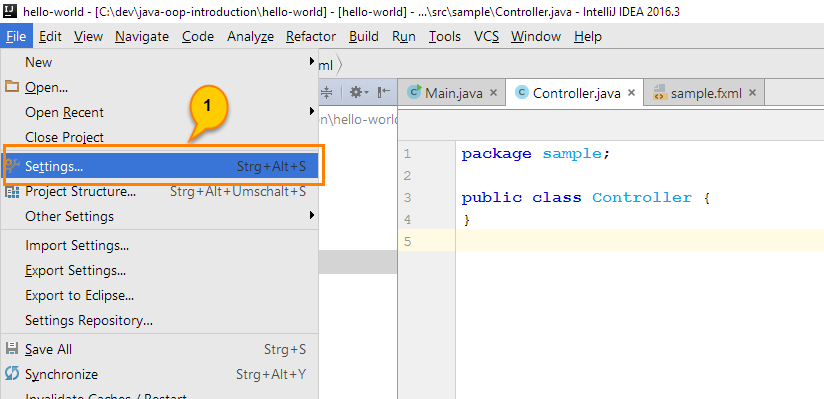 hello-world - [C:\dev\java-oop-introduction\hello-world] - [hello-world] - ...\src\sample\Controller.java - IntelliJ IDEA 2016.3
File Edit View Navigate Code Analyze Refactor Build Run Tools VCS Window Help
New
ml
Open...
Main.java Controller.java sample.fxml
Open Recent
n\hello-world
1
Close Project
Settings... Strg+Alt+S
Project Structure... Strg+Alt+Umschalt+S
Other Settings
Import Settings...
Export Settings...
Export to Eclipse...
Settings Repository...
Save All Strg+S
Synchronize Strg+Alt+Y
Invalidate Caches / Restart
1 package sample;
2
3 public class Controller {
4 }
5